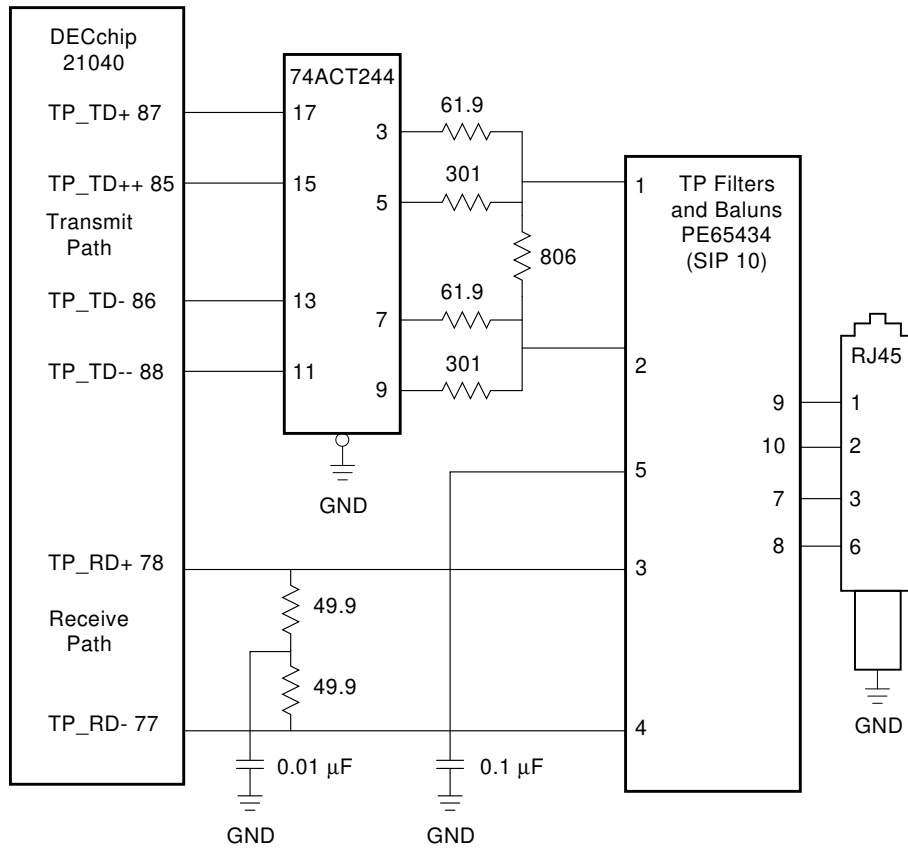 DECchip
21040
74ACT244
TP_TD+ 87
17
3
61.9
TP_TD++ 85
15
5
301
1
TP Filters
and Baluns
PE65434
(SIP 10)
Transmit
Path
806
TP_TD- 86
13
7
61.9
TP_TD-- 88
11
9
301
2
RJ45
9
1
10
2
5
7
3
8
6
GND
TP_RD+ 78
3
49.9
Receive
Path
49.9
TP_RD- 77
4
GND
0.01 µF
0.1 µF
GND
GND